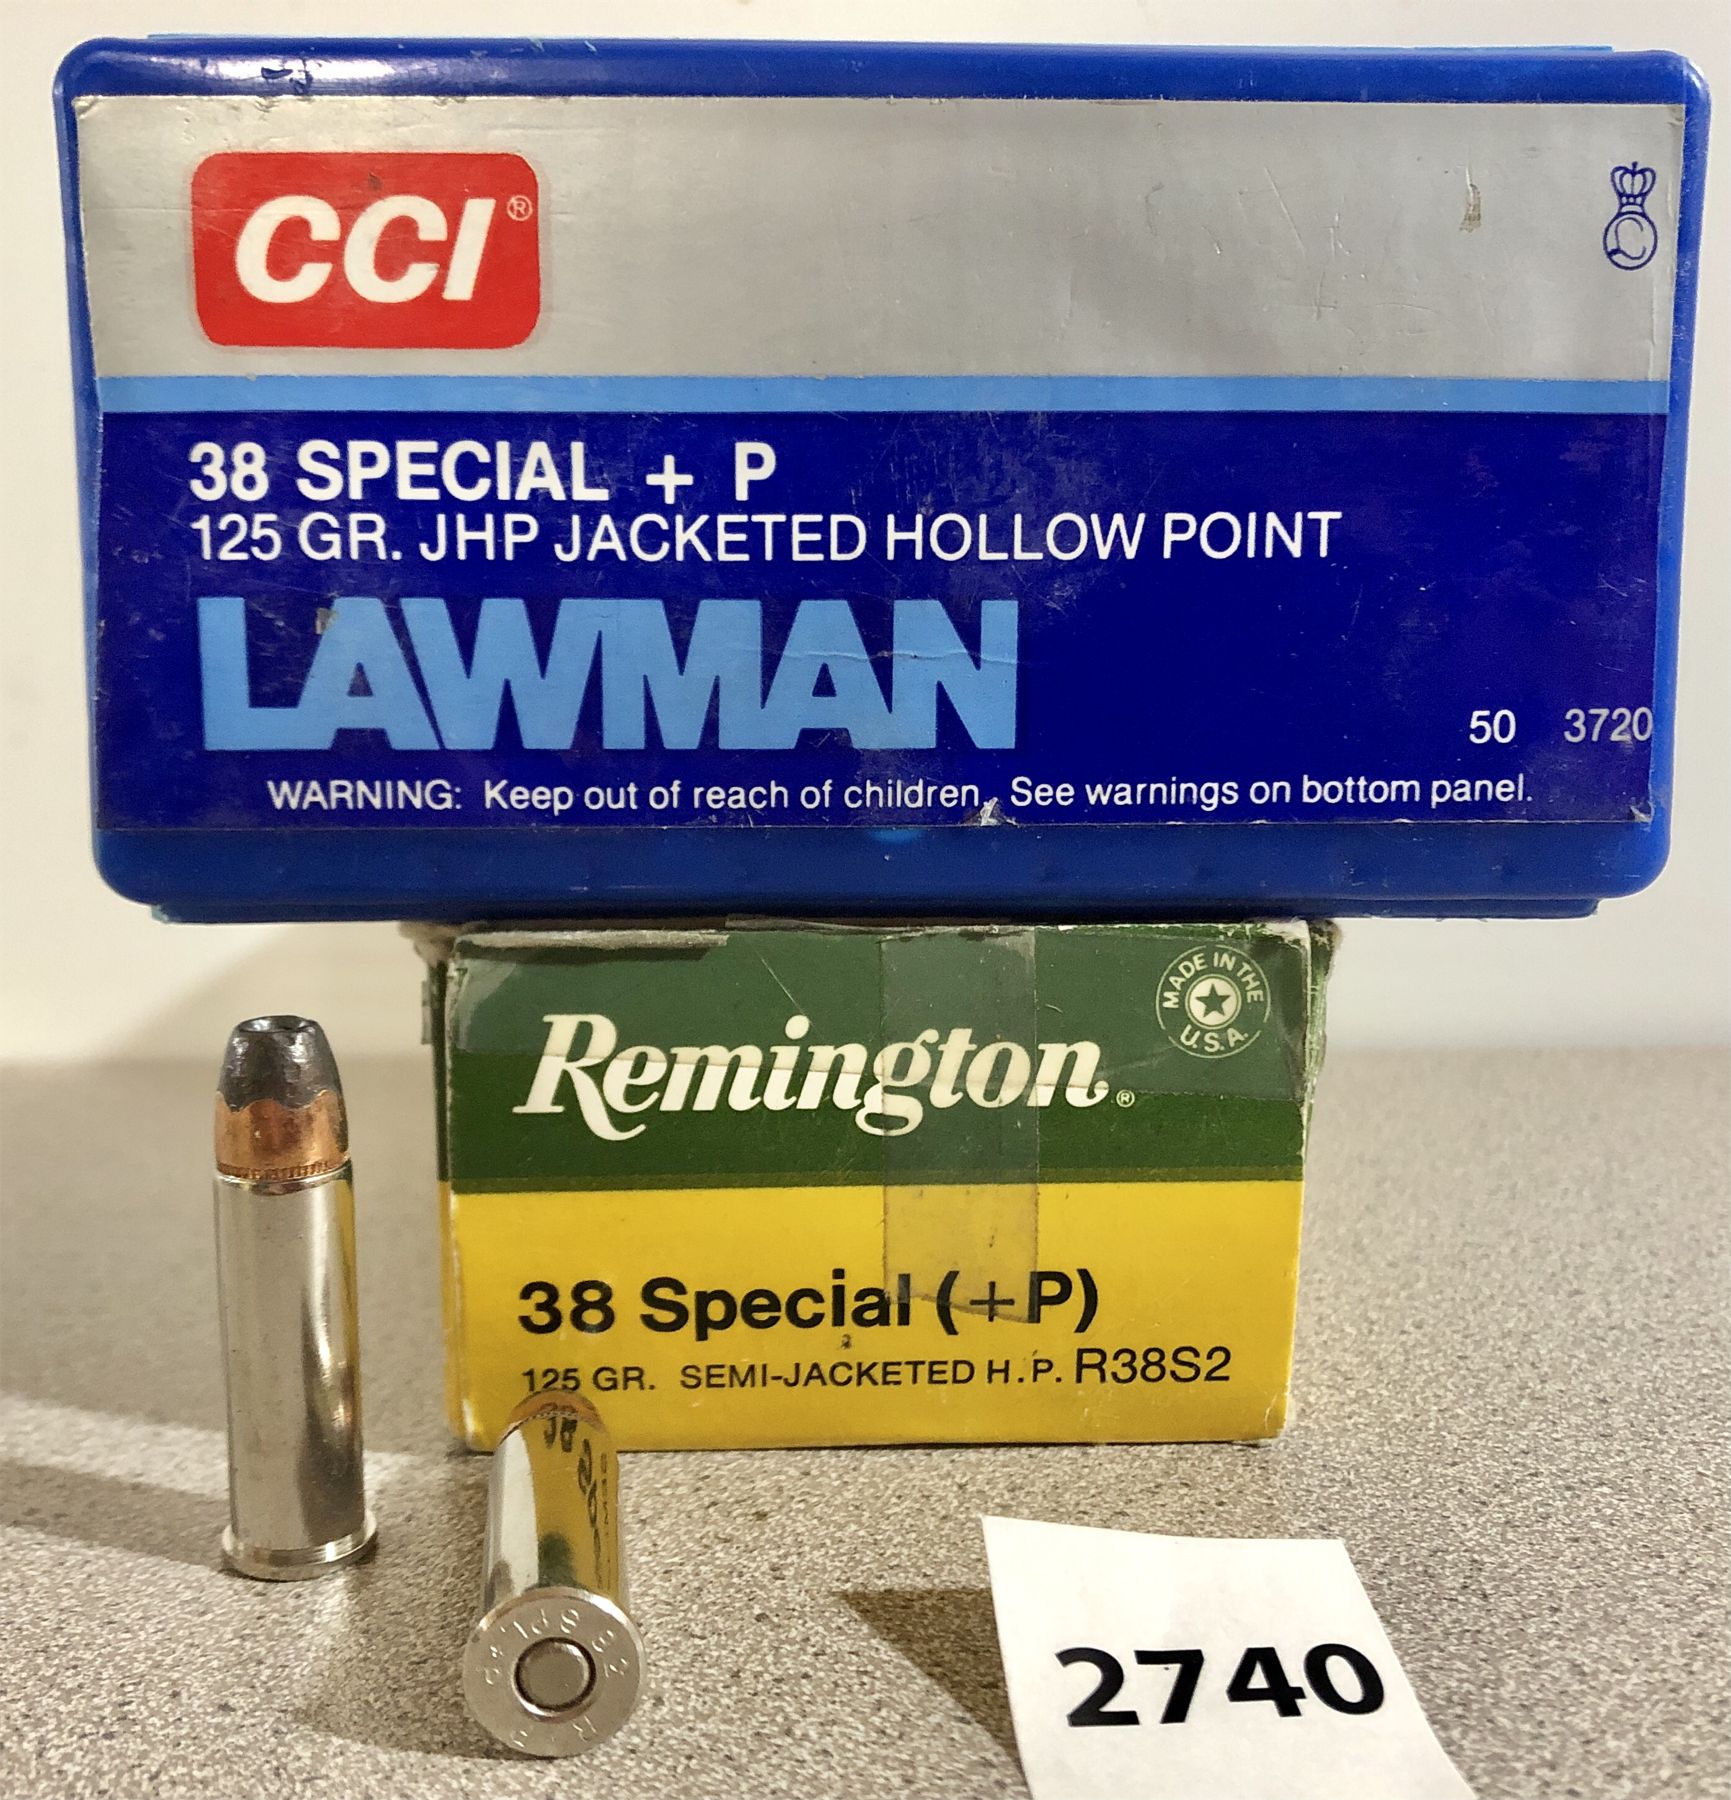 CCI®
38 SPECIAL + P
125 GR. JHP JACKETED HOLLOW POINT
LAWMAN
50 3720
WARNING: Keep out of reach of children. See warnings on bottom panel.
MADE IN THE U.S.A.
Remington®
38 Special (+P)
125 GR. SEMI-JACKETED H.P. R38S2
2740